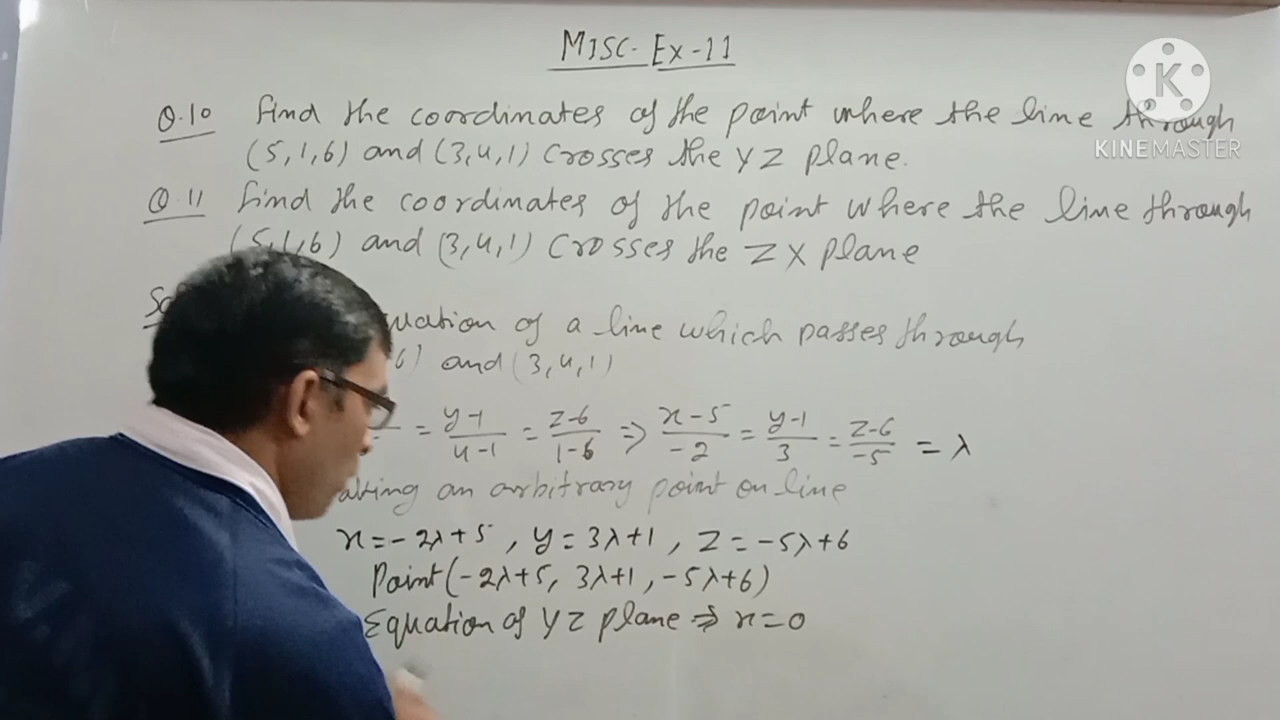 MISC. Ex-11
K
KINEMASTER
Q.10 find the coordinates of the point where the line through
(5,1,6) and (3,4,1) crosses the YZ plane.
Q.11 find the coordinates of the point where the line through
(5,1,6) and (3,4,1) crosses the ZX plane
uation of a line which passes through
6) and (3,4,1)
= y-1/4-1 = z-6/1-6 ⇒ x-5/-2 = y-1/3 = z-6/-5 = λ
aking an arbitrary point on line
x=-2λ+5, y=3λ+1, z=-5λ+6
Point(-2λ+5, 3λ+1, -5λ+6)
Equation of YZ plane ⇒ x=0